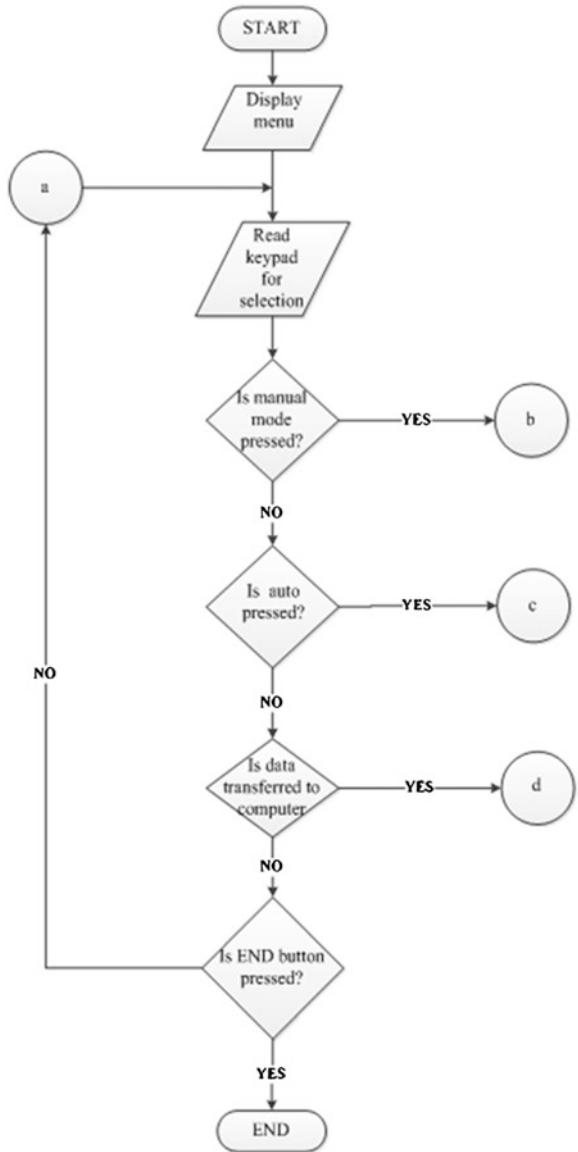 START
Display
menu
a
Read
keypad
for
selection
Is manual
mode
pressed?
YES
b
NO
Is auto
pressed?
YES
c
NO
NO
Is data
transferred to
computer
YES
d
NO
Is END button
pressed?
YES
END